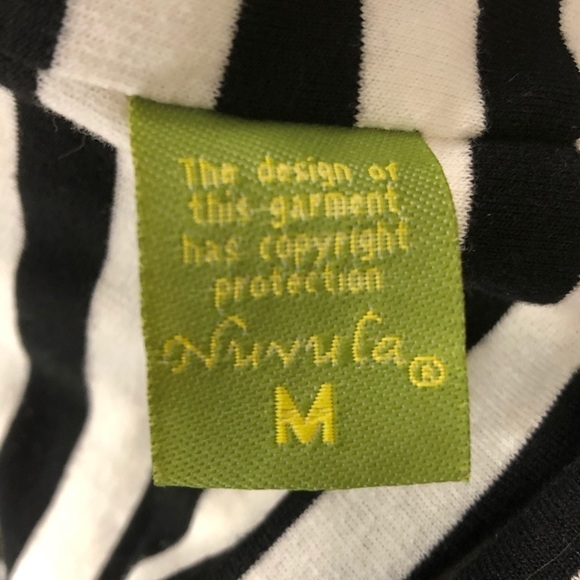 The design of
this garment
has copyright
protection
Nuvula®
M